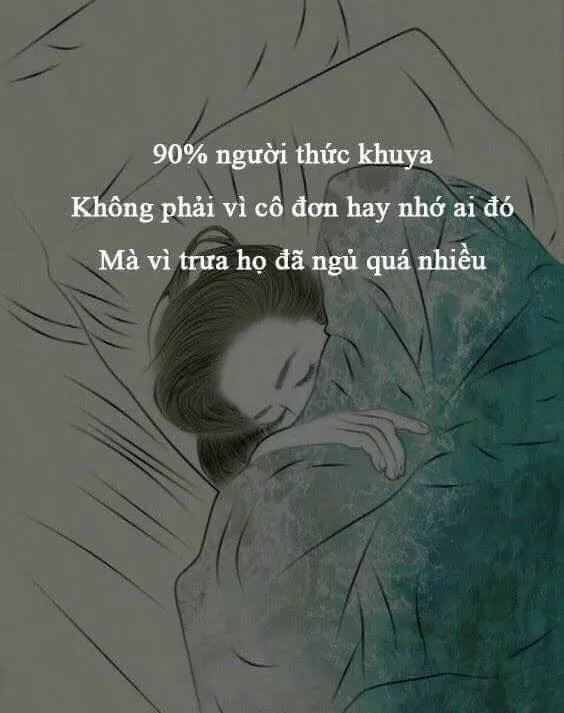 90% người thức khuya
Không phải vì cô đơn hay nhớ ai đó
Mà vì trưa họ đã ngủ quá nhiều